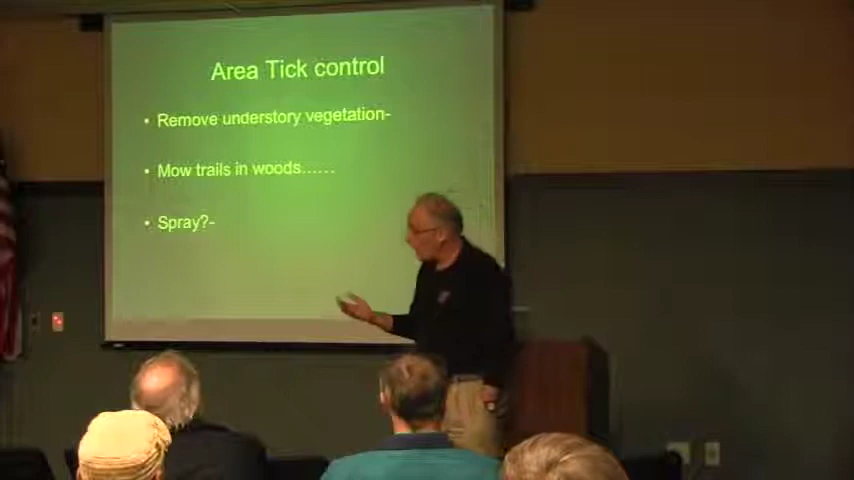 Area Tick control
• Remove understory vegetation-
• Mow trails in woods......
• Spray?-